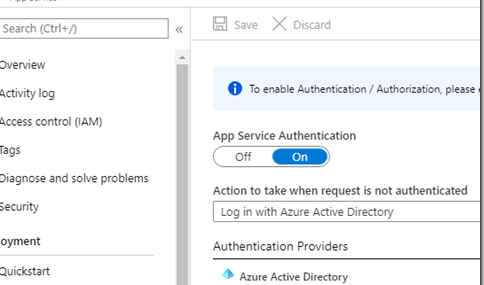 Search (Ctrl+/)
«
Overview
Activity log
Access control (IAM)
Tags
Diagnose and solve problems
Security
oyment
Quickstart
Save
Discard
To enable Authentication / Authorization, please
App Service Authentication
Off
On
Action to take when request is not authenticated
Log in with Azure Active Directory
Authentication Providers
Azure Active Directory